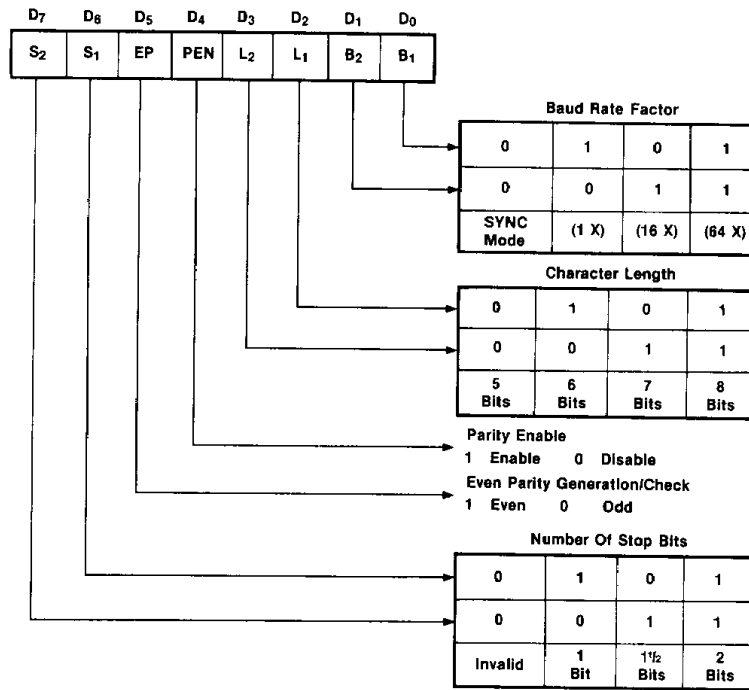 D7 D6 D5 D4 D3 D2 D1 D0
S2 S1 EP PEN L2 L1 B2 B1
Baud Rate Factor
0 1 0 1
0 0 1 1
SYNC Mode (1 X) (16 X) (64 X)
Character Length
0 1 0 1
0 0 1 1
5 Bits 6 Bits 7 Bits 8 Bits
Parity Enable
1 Enable 0 Disable
Even Parity Generation/Check
1 Even 0 Odd
Number Of Stop Bits
0 1 0 1
0 0 1 1
Invalid 1 Bit 1½ Bits 2 Bits